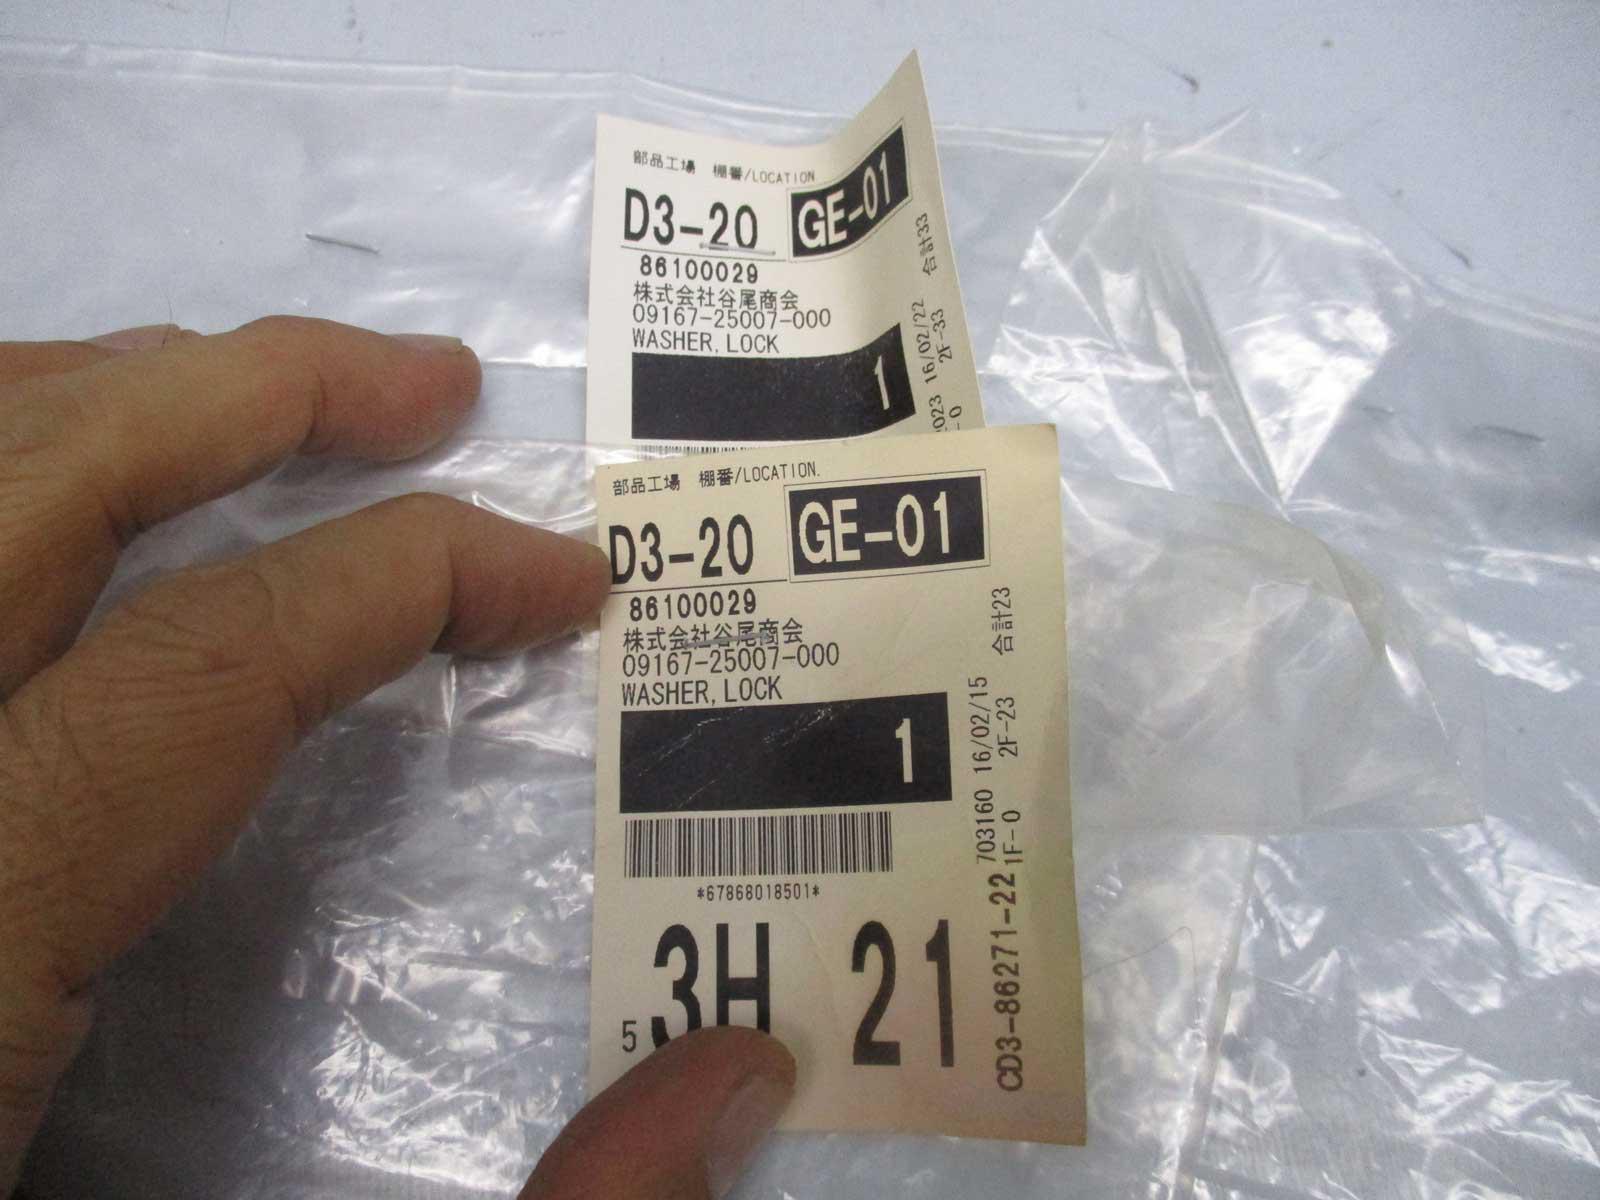 部品工場 棚番/LOCATION
D3-20 GE-01
86100029
株式会社谷尾商会
09167-25007-000
WASHER, LOCK
1
合計33
16/02/22
2F-33
部品工場 棚番/LOCATION.
D3-20 GE-01
86100029
株式会社谷尾商会
09167-25007-000
WASHER, LOCK
1
*67868018501*
5 3H 21
合計23
703160 16/02/15
1F-0 2F-23
CD3-86271-22